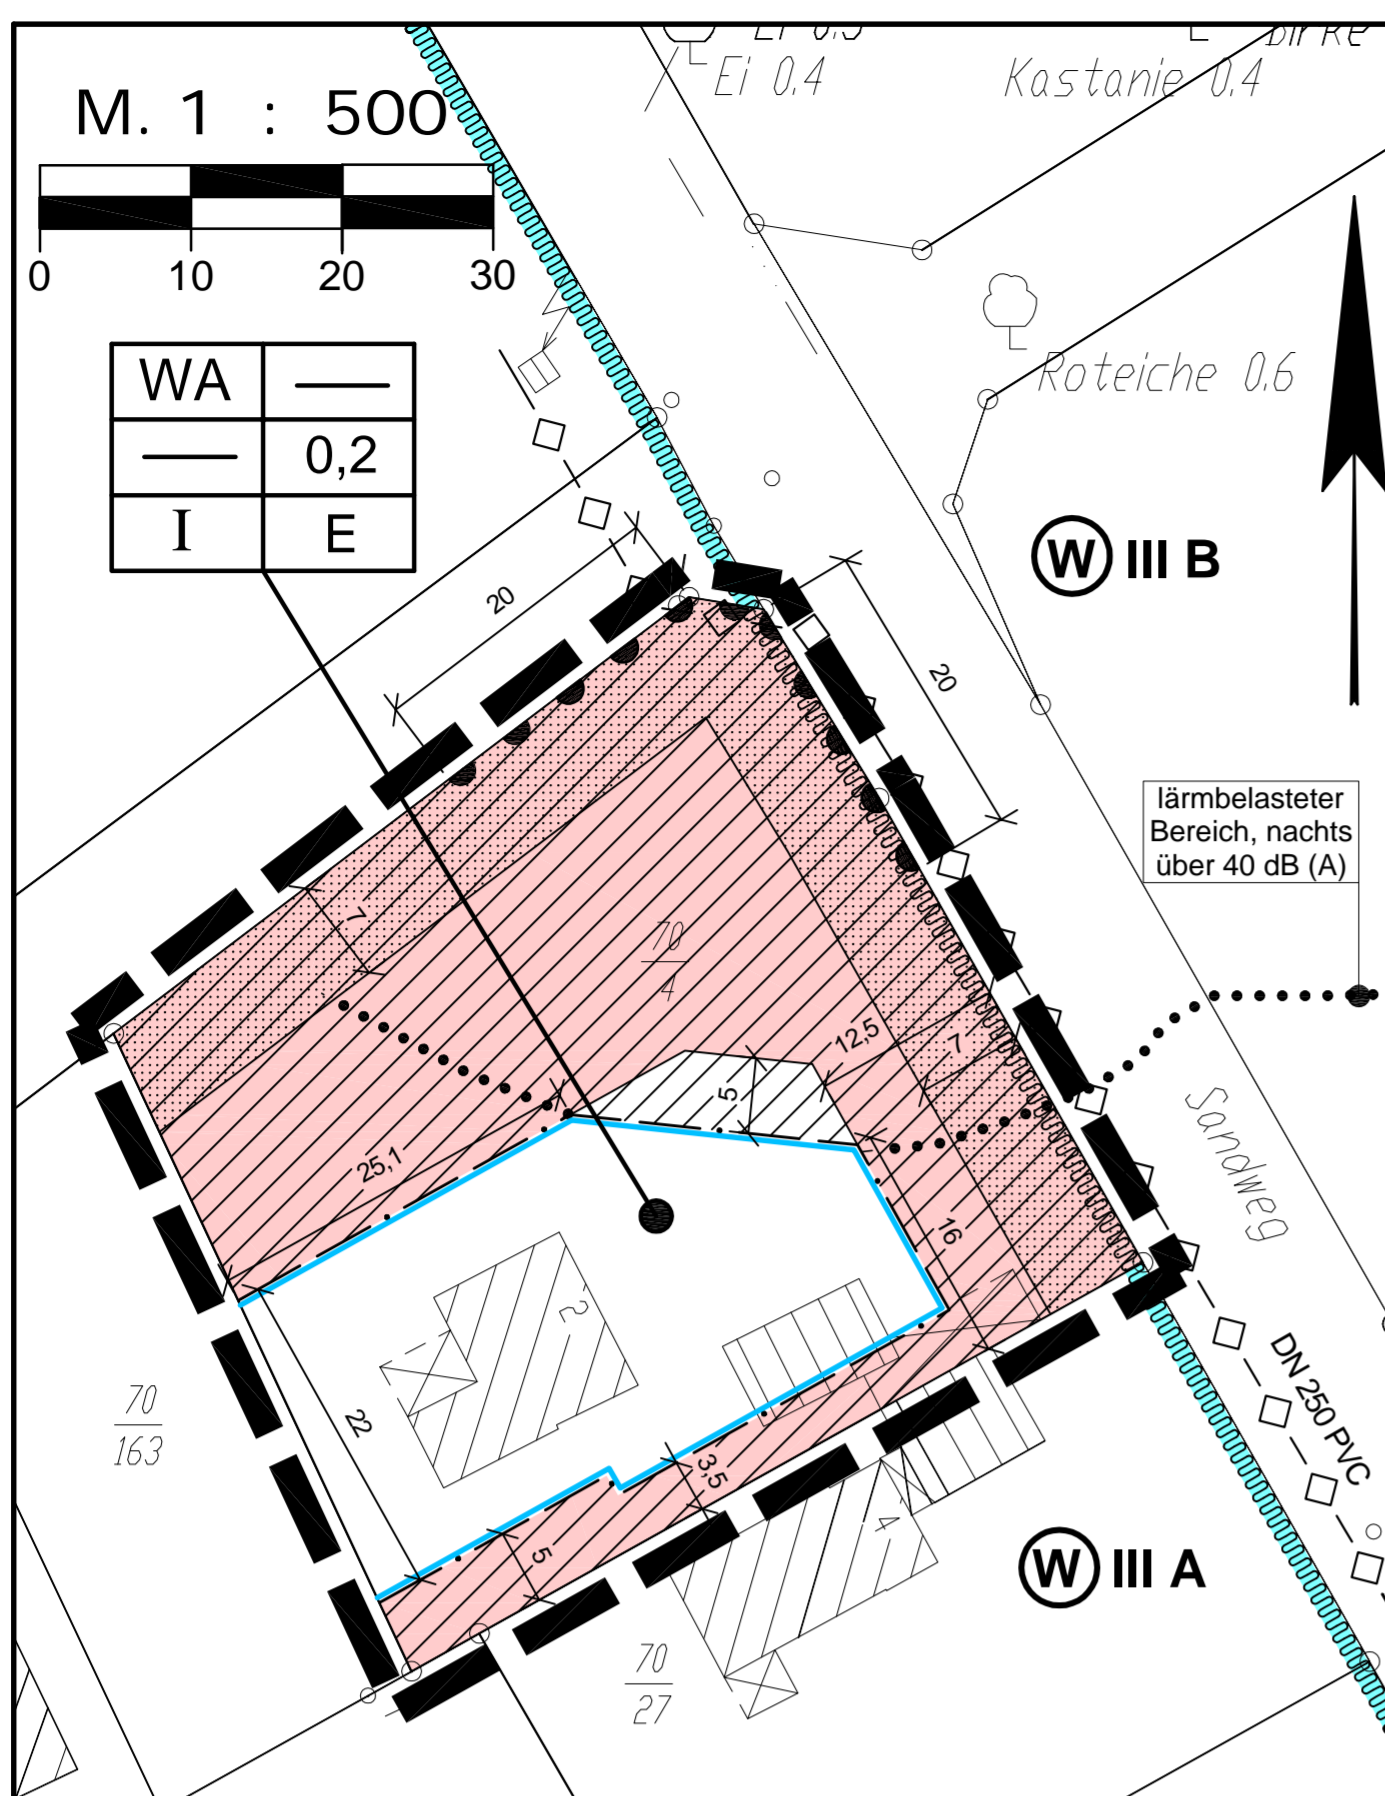 Ei 0.4
Kastanie 0.4
M. 1 : 500
0 10 20 30
Roteiche 0.6
WA
0,2
I E
W III B
20
20
lärmbelasteter
Bereich, nachts
über 40 dB (A)
7
70
4
12,5
7
5
25,1
16
Sandweg
2
22
DN 250 PVC
70
163
3,5
5
4
W III A
70
27